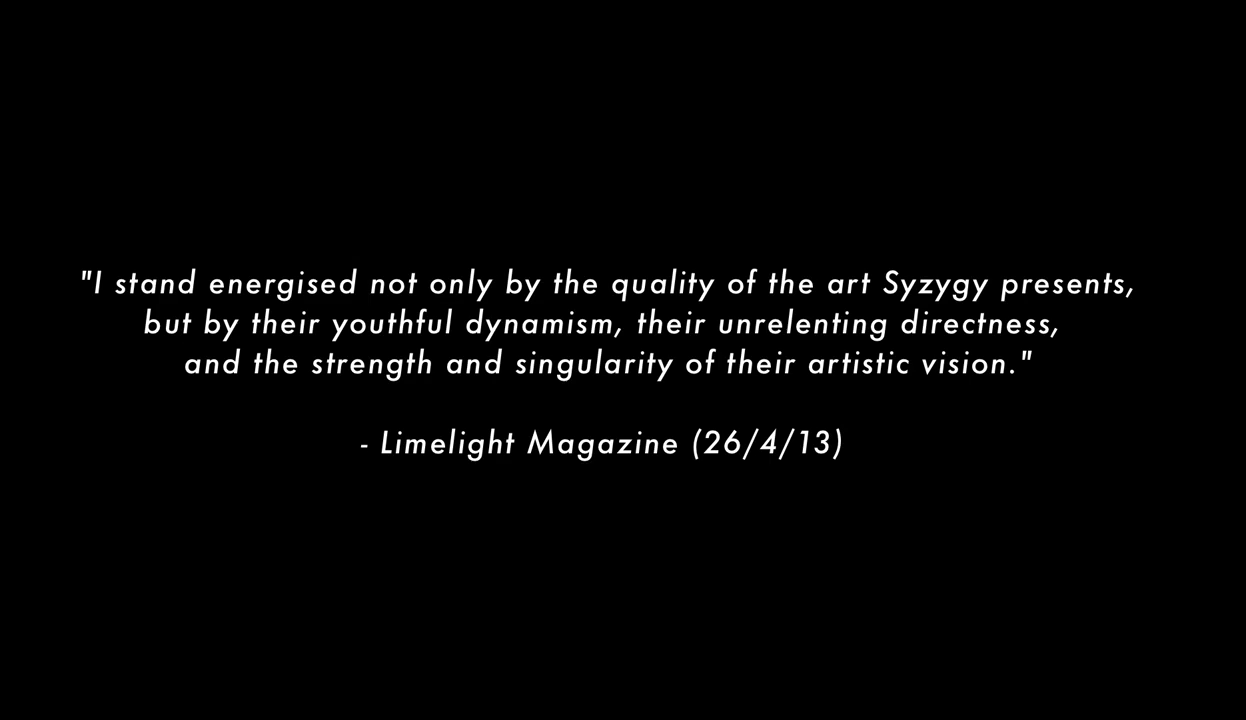 "I stand energised not only by the quality of the art Syzygy presents,
but by their youthful dynamism, their unrelenting directness,
and the strength and singularity of their artistic vision."
- Limelight Magazine (26/4/13)